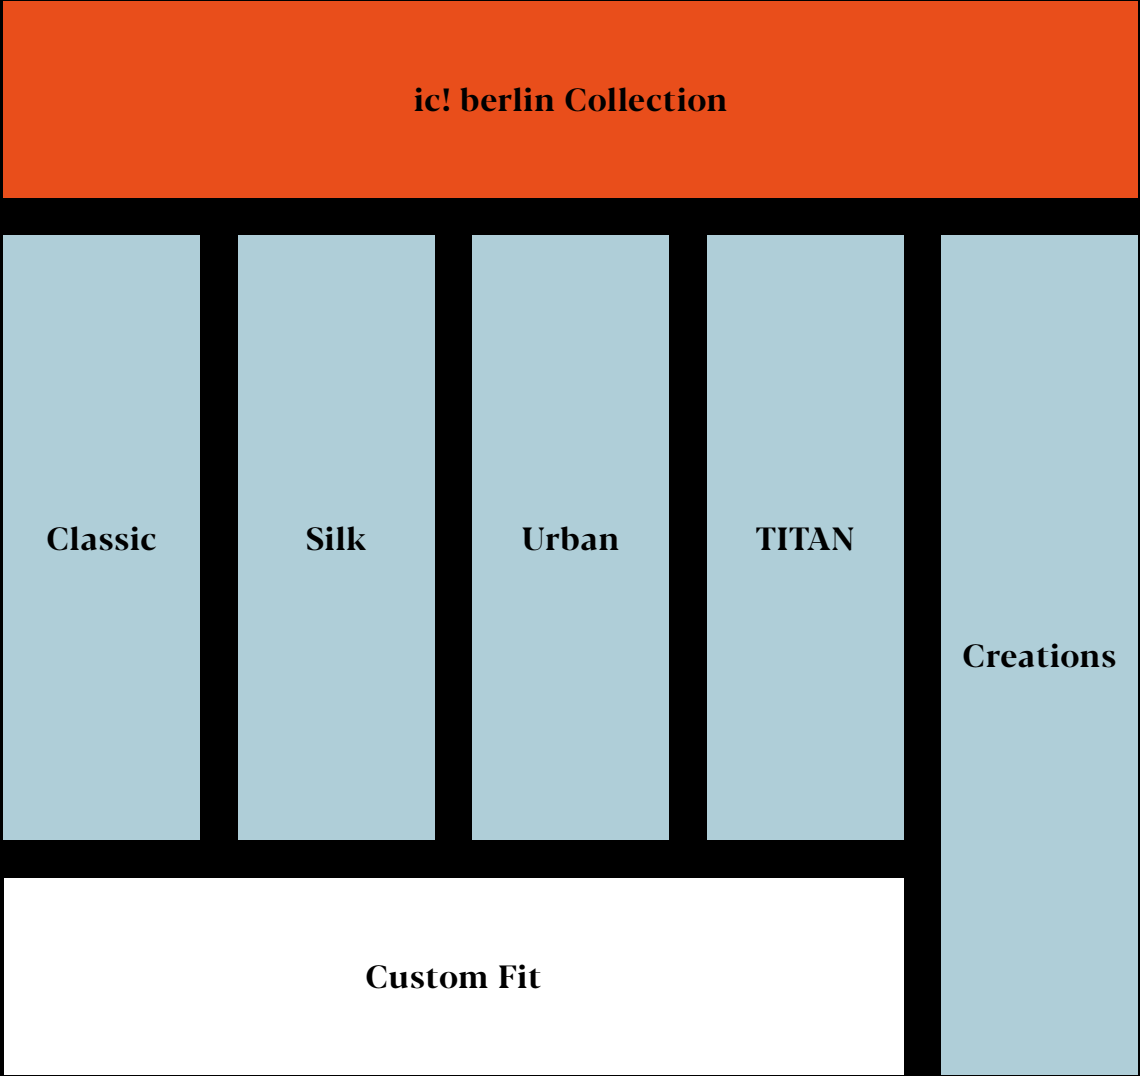 ic! berlin Collection
Classic
Silk
Urban
TITAN
Creations
Custom Fit